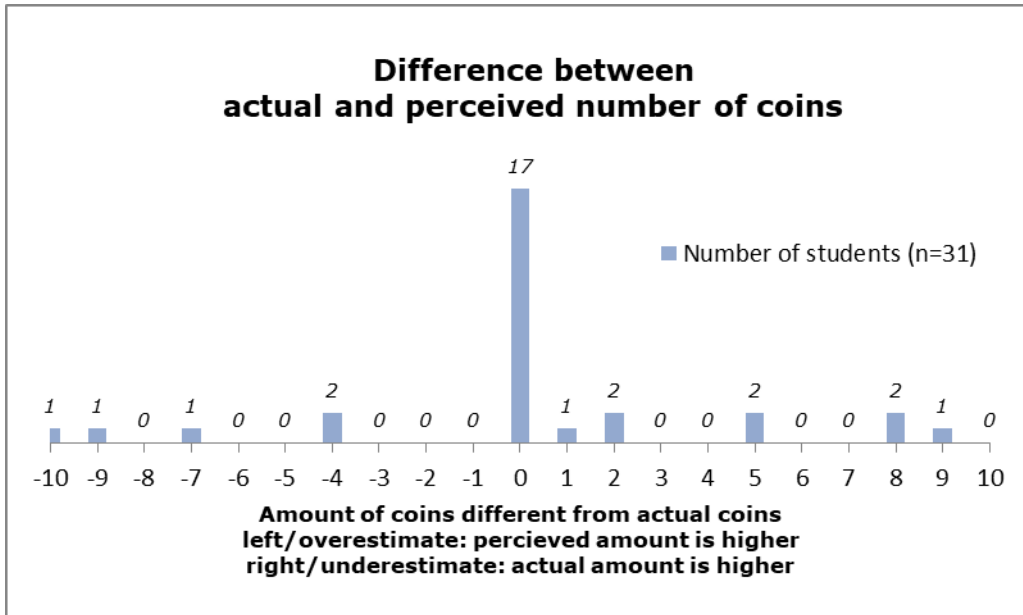 Difference between
actual and perceived number of coins
17
Number of students (n=31)
1 1 0 1 0 0 2 0 0 0 1 2 0 0 2 0 0 2 1 0
-10 -9 -8 -7 -6 -5 -4 -3 -2 -1 0 1 2 3 4 5 6 7 8 9 10
Amount of coins different from actual coins
left/overestimate: percieved amount is higher
right/underestimate: actual amount is higher